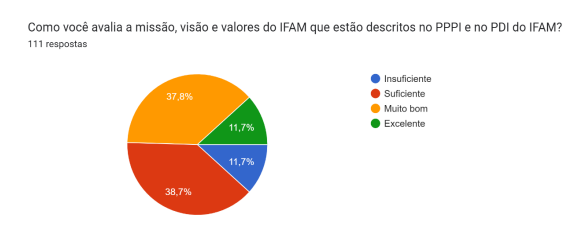 Como você avalia a missão, visão e valores do IFAM que estão descritos no PPPI e no PDI do IFAM?
111 respostas
Insuficiente
Suficiente
Muito bom
Excelente
37,8%
11,7%
11,7%
38,7%